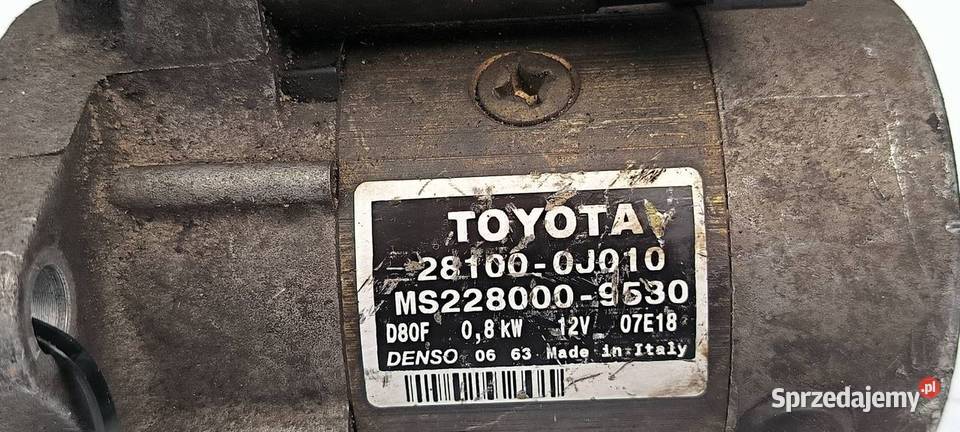 TOYOTA
28100-0J010
MS228000-9530
D80F 0,8 kW 12V 07E18
DENSO 06 63 Made in Italy
Sprzedajemy.pl